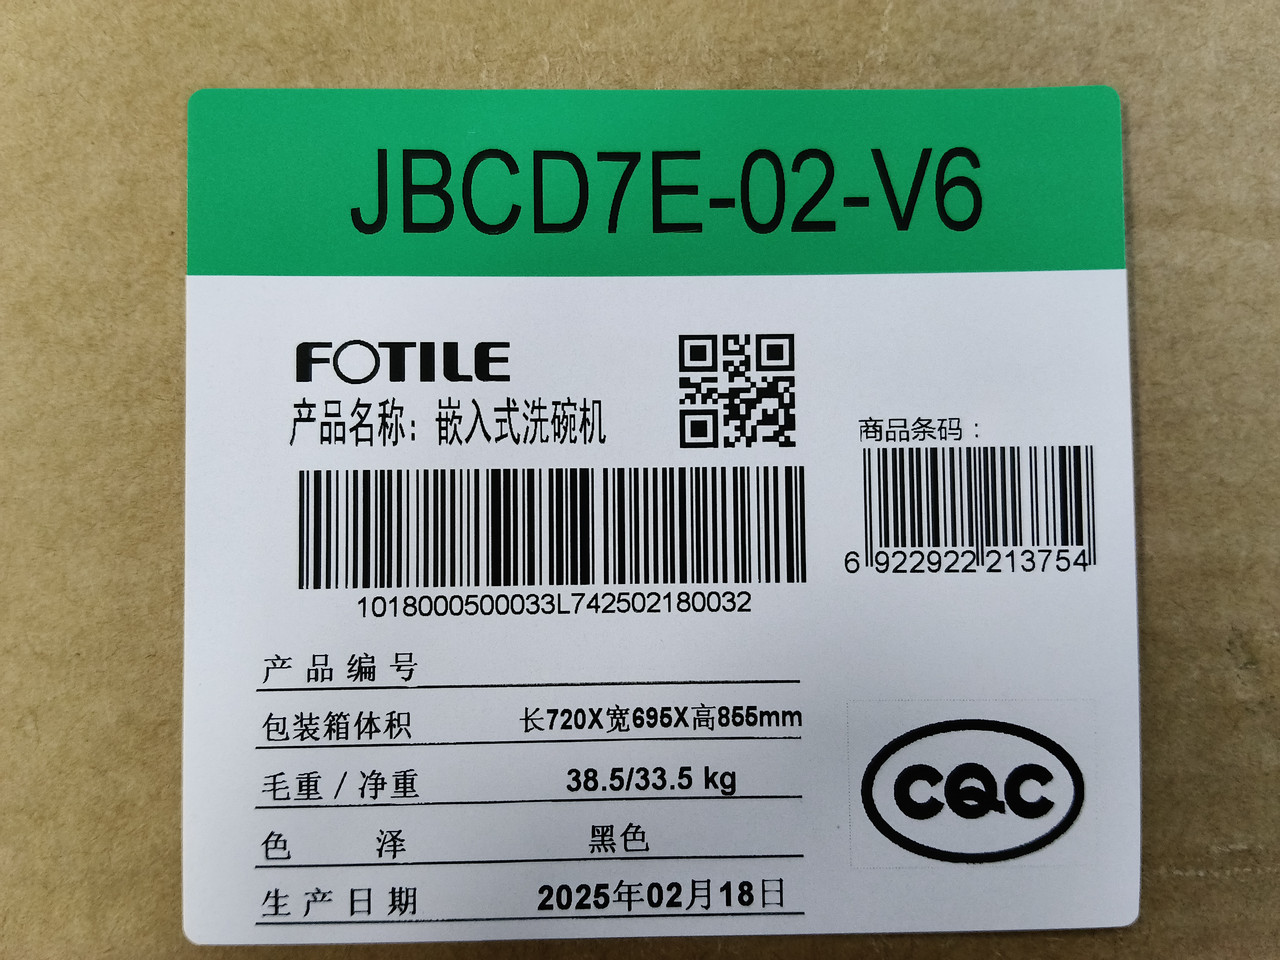 JBCD7E-02-V6
FOTILE
产品名称：嵌入式洗碗机
商品条码：
6 922922 213754
1018000500033L742502180032
产品编号
包装箱体积 长720X宽695X高855mm
毛重/净重 38.5/33.5 kg
色 泽 黑色
生产日期 2025年02月18日
CQC